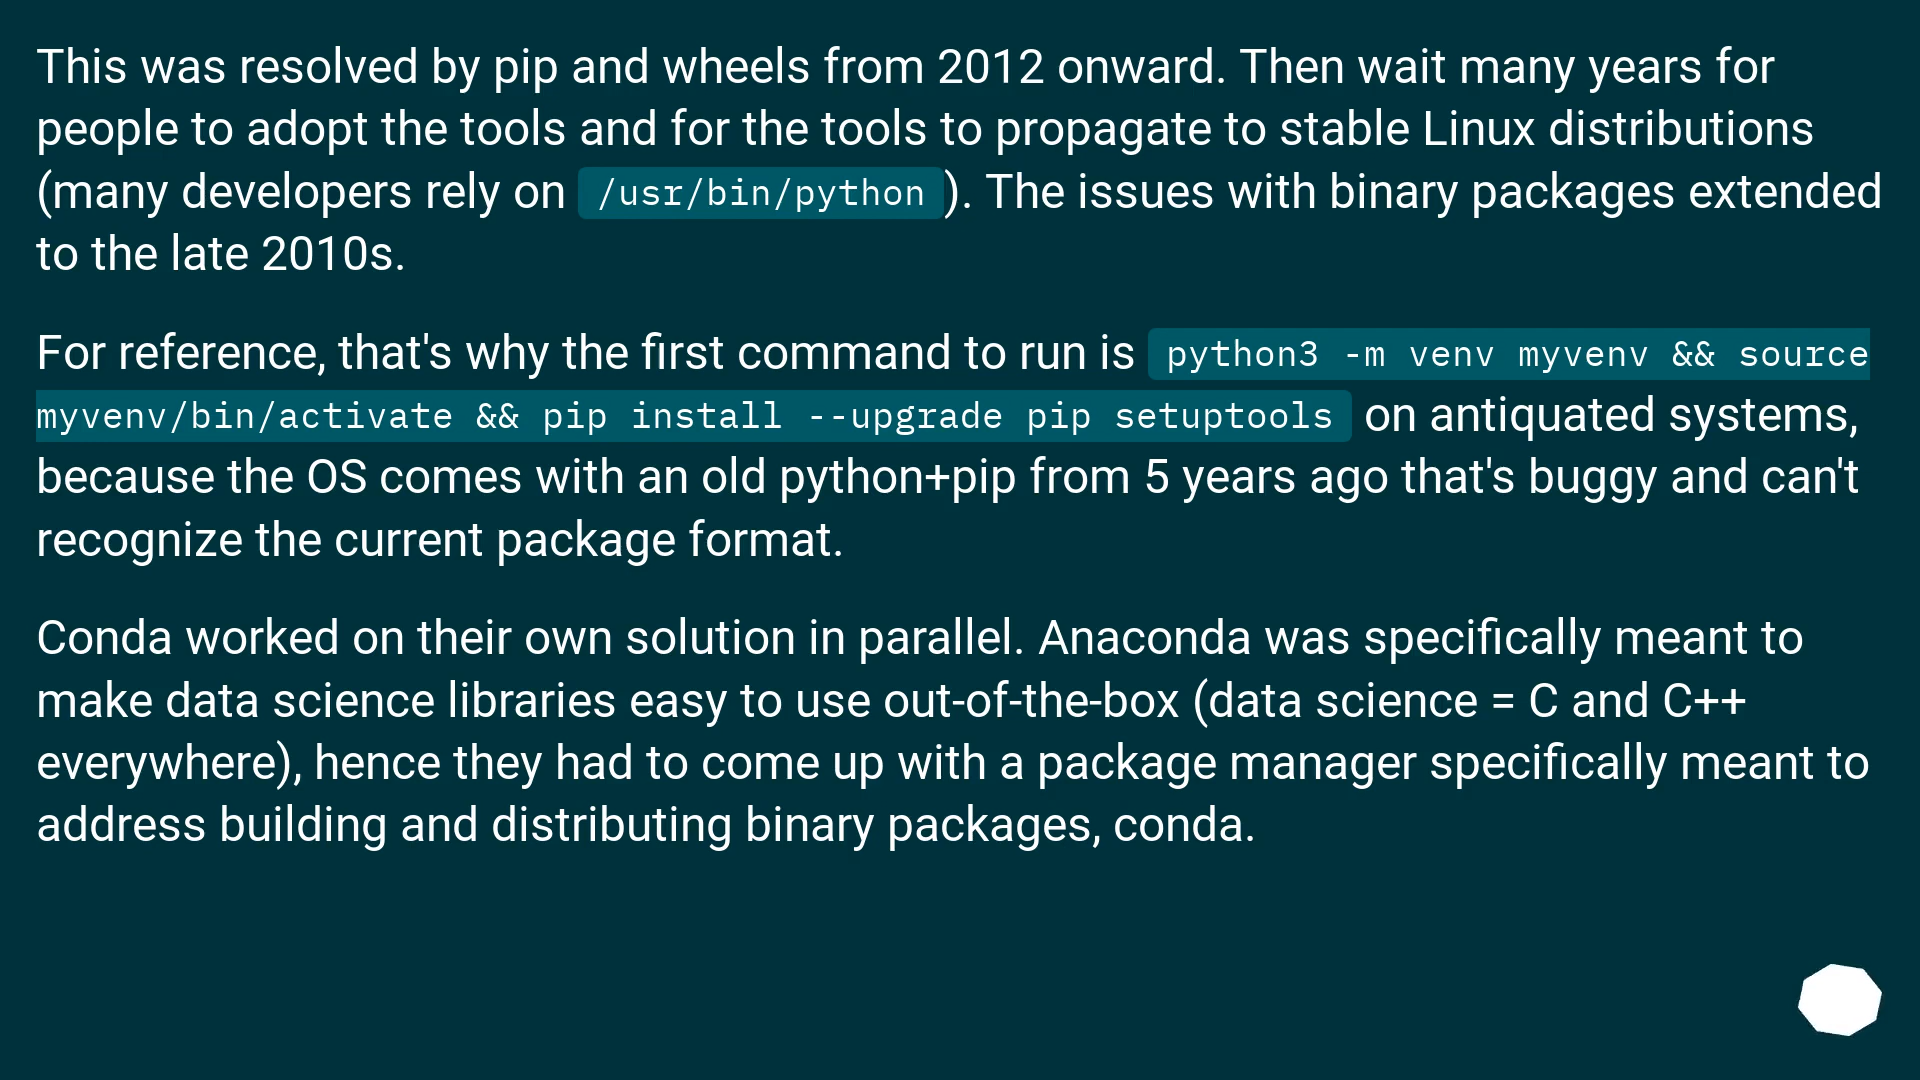 This was resolved by pip and wheels from 2012 onward. Then wait many years for
people to adopt the tools and for the tools to propagate to stable Linux distributions
(many developers rely on /usr/bin/python). The issues with binary packages extended
to the late 2010s.
For reference, that's why the first command to run is python3 -m venv myvenv && source
myvenv/bin/activate && pip install --upgrade pip setuptools on antiquated systems,
because the OS comes with an old python+pip from 5 years ago that's buggy and can't
recognize the current package format.
Conda worked on their own solution in parallel. Anaconda was specifically meant to
make data science libraries easy to use out-of-the-box (data science = C and C++
everywhere), hence they had to come up with a package manager specifically meant to
address building and distributing binary packages, conda.